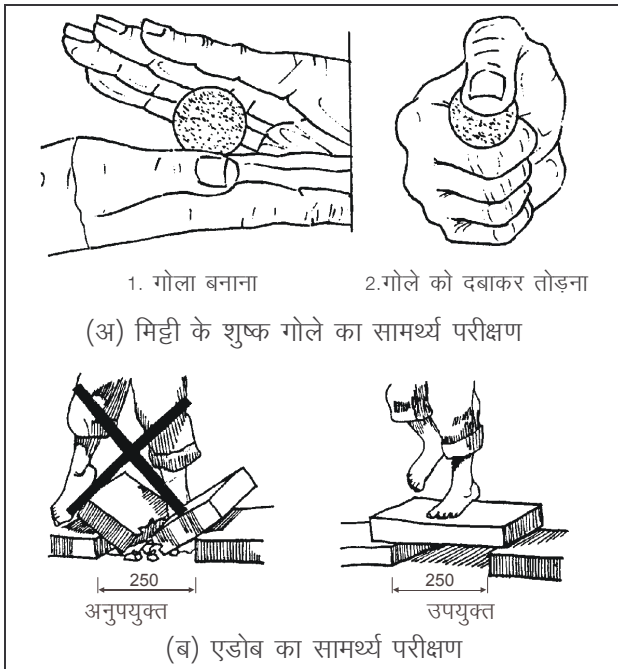 1. गोला बनाना
2.गोले को दबाकर तोड़ना
(अ) मिट्टी के शुष्क गोले का सामर्थ्य परीक्षण
250
250
अनुपयुक्त
उपयुक्त
(ब) एडोब का सामर्थ्य परीक्षण